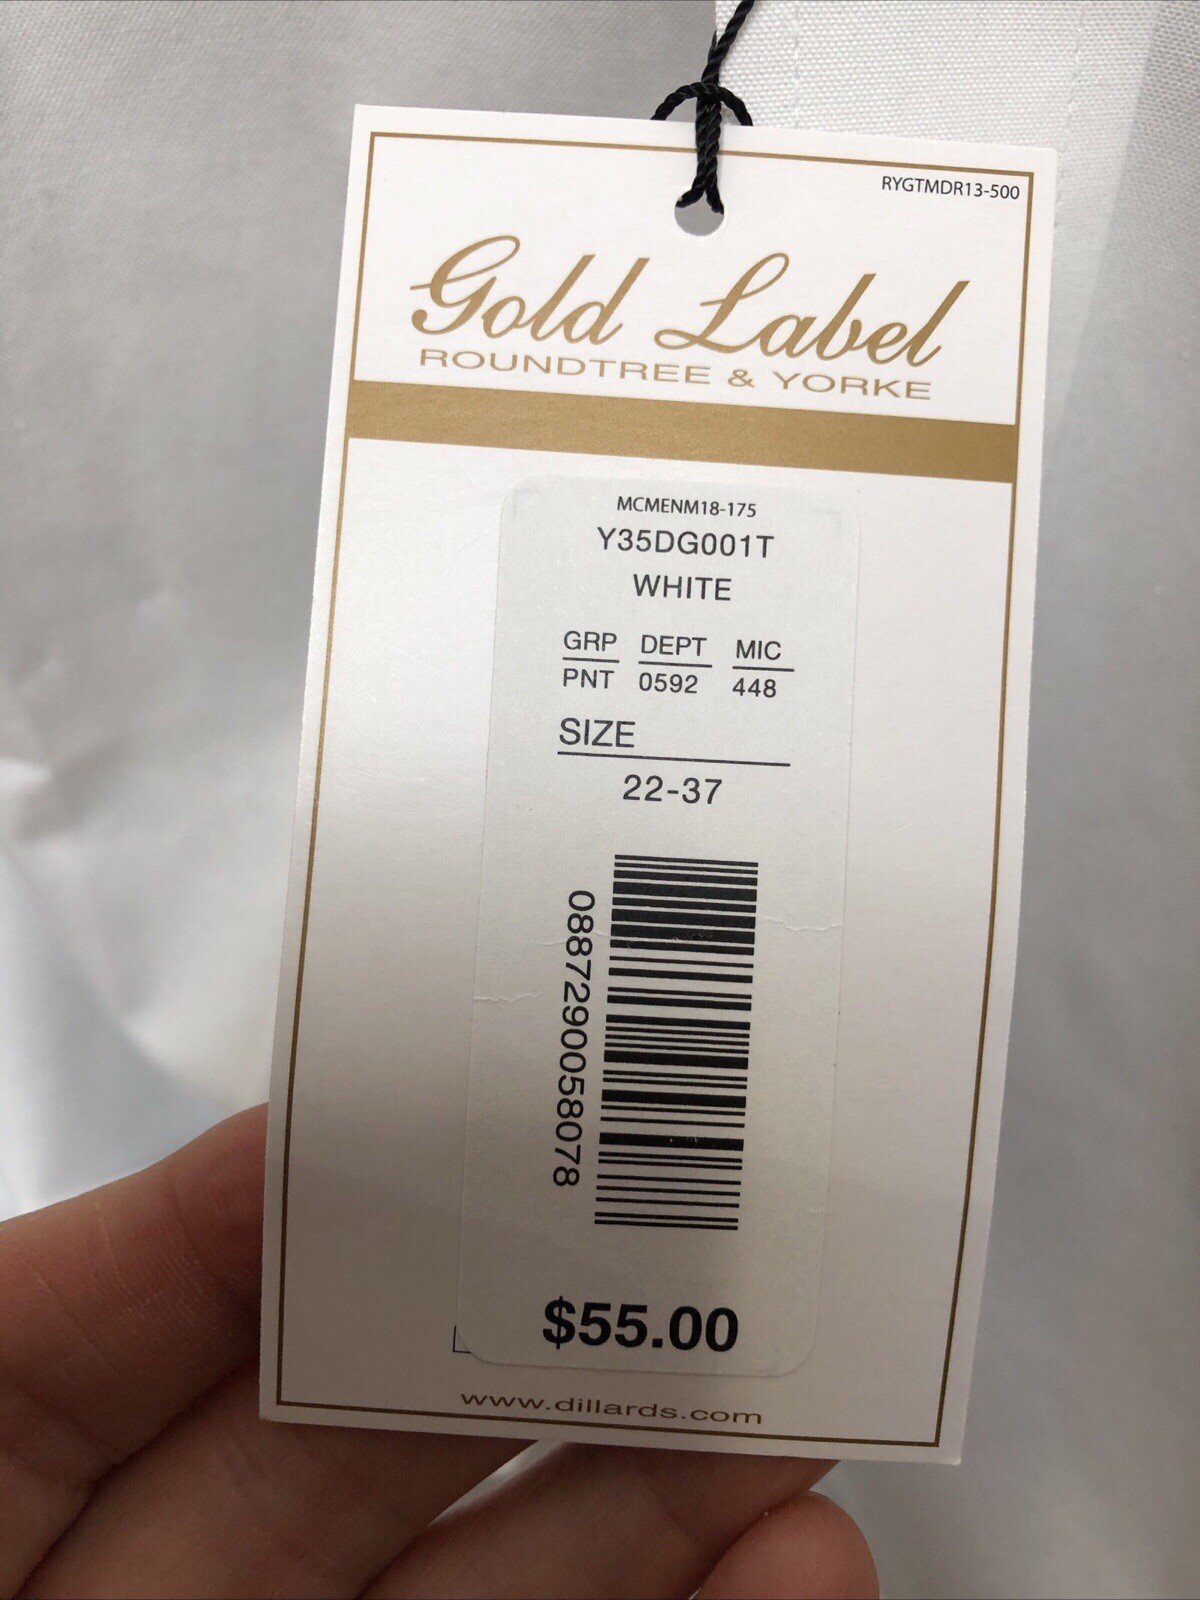 RYGTMDR13-500
Gold Label
ROUNDTREE & YORKE
MCMENM18-175
Y35DG001T
WHITE
GRP DEPT MIC
PNT 0592 448
SIZE
22-37
0887290058078
$55.00
www.dillards.com